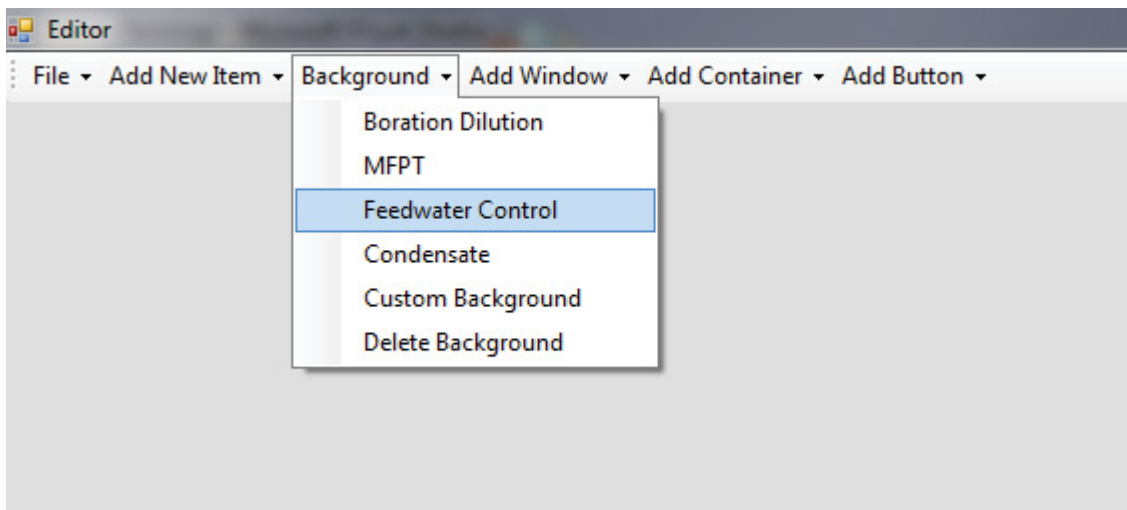 Editor
File Add New Item Background Add Window Add Container Add Button
Boration Dilution
MFPT
Feedwater Control
Condensate
Custom Background
Delete Background